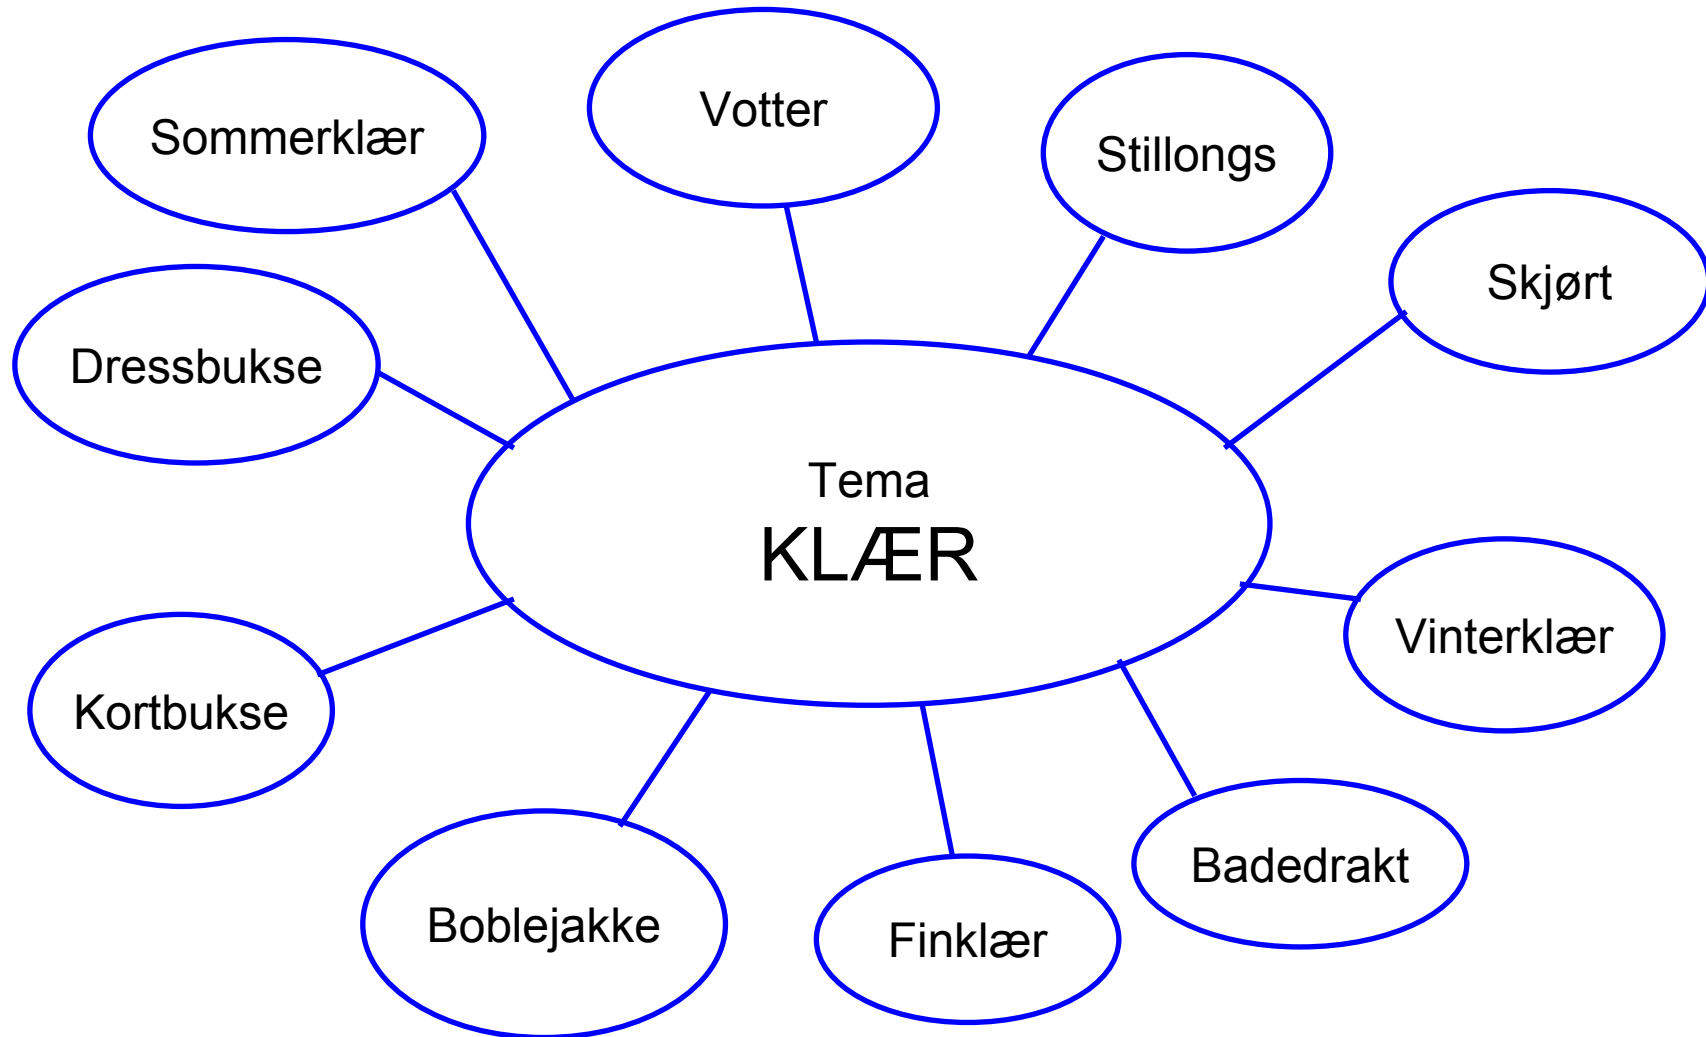 Sommerklær
Votter
Stillongs
Skjørt
Dressbukse
Tema
KLÆR
Vinterklær
Kortbukse
Badedrakt
Boblejakke
Finklær